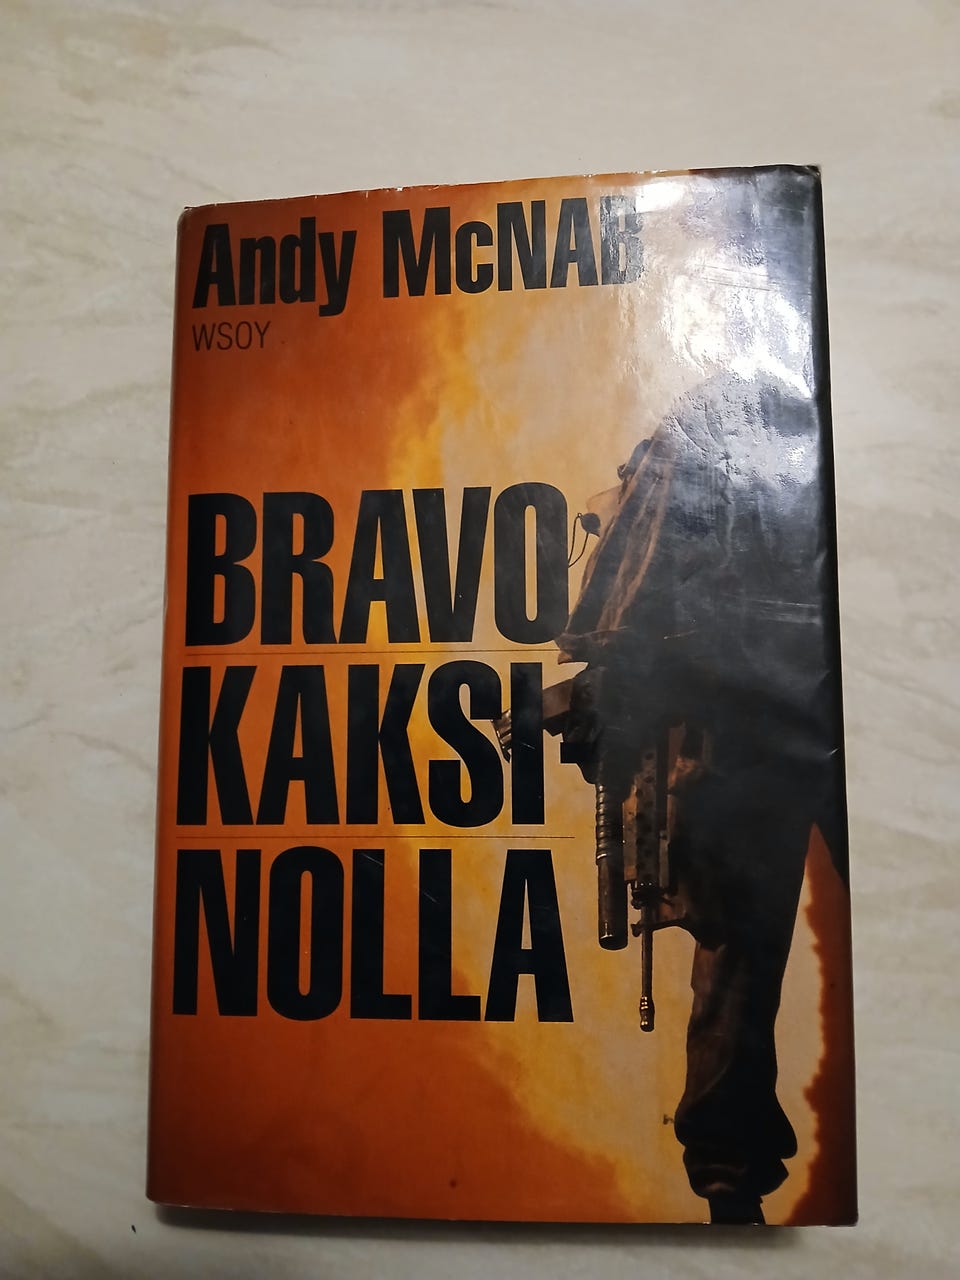 Andy McNAB
WSOY
BRAVO
KAKSI-
NOLLA